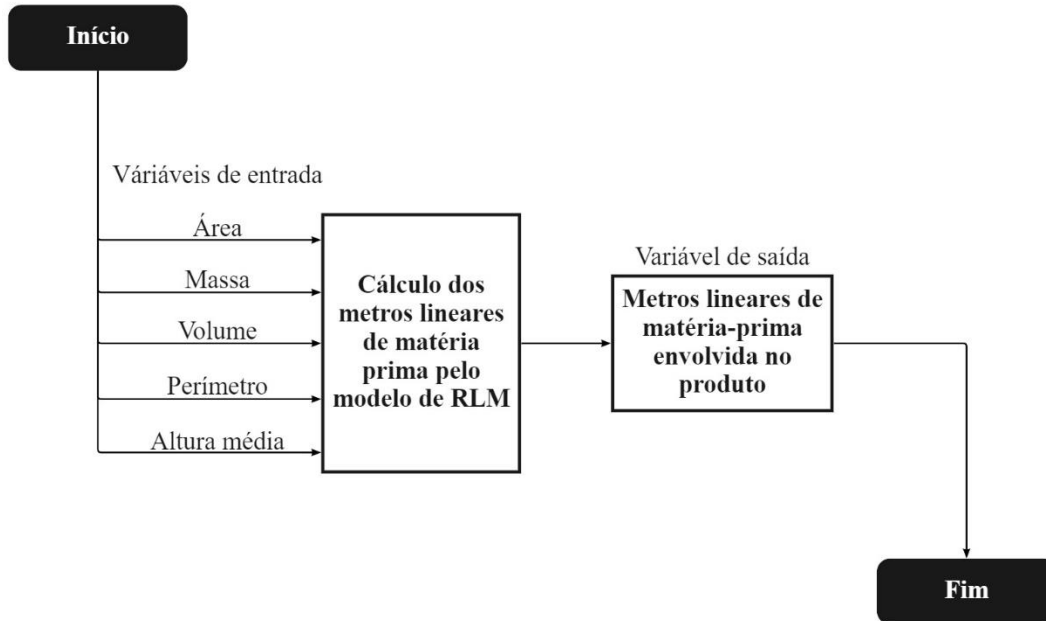 Início
Váriáveis de entrada
Área
Massa
Volume
Perímetro
Altura média
Cálculo dos
metros lineares
de matéria
prima pelo
modelo de RLM
Variável de saída
Metros lineares de
matéria-prima
envolvida no
produto
Fim